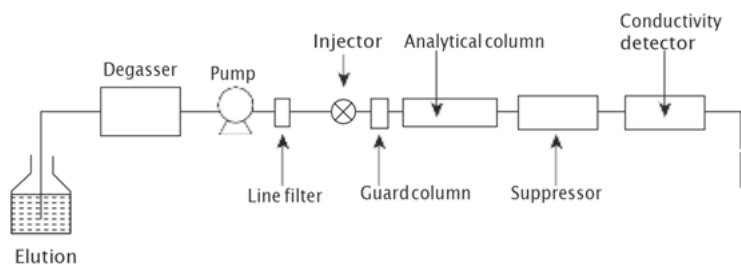 Conductivity
detector
Injector
Analytical column
Degasser
Pump
Line filter
Guard column
Suppressor
Elution